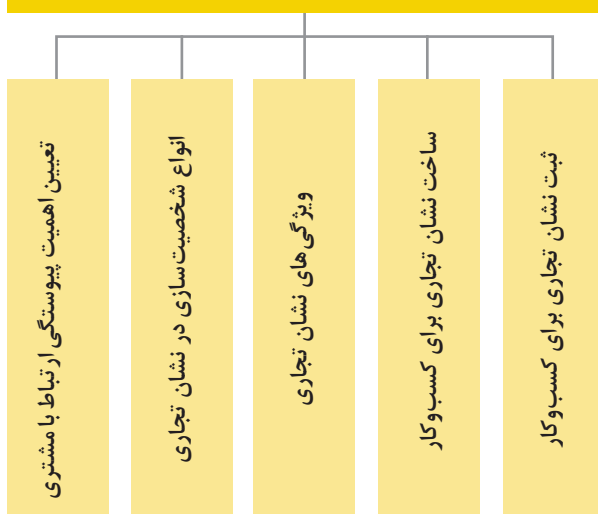 ثبت نشان تجاری برای کسب‌وکار
ساخت نشان تجاری برای کسب‌وکار
ویژگی‌های نشان تجاری
انواع شخصیت‌سازی در نشان تجاری
تعیین اهمیت پیوستگی ارتباط با مشتری